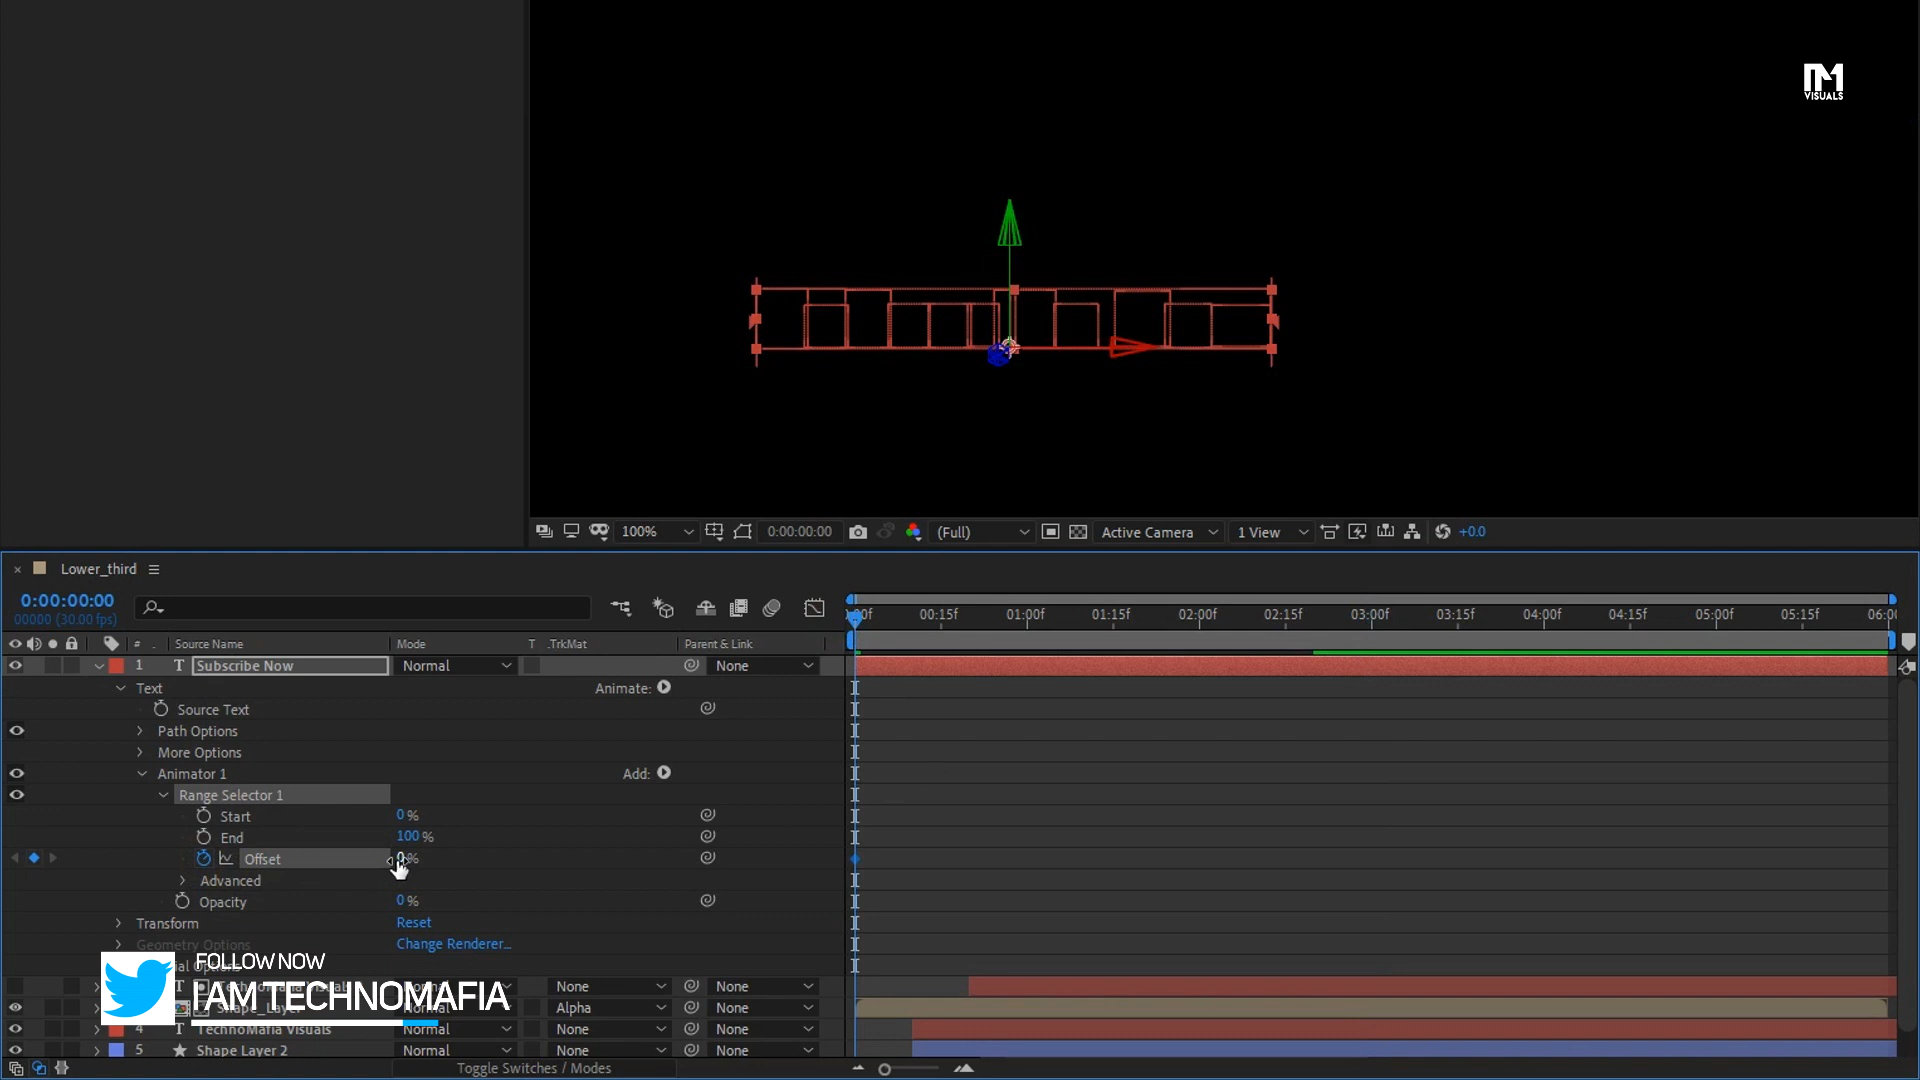 TM
VISUALS
100% 0:00:00:00 (Full) Active Camera 1 View +0.0
Lower_third
0:00:00:00
00000 (30.00 fps)
00f 00:15f 01:00f 01:15f 02:00f 02:15f 03:00f 03:15f 04:00f 04:15f 05:00f 05:15f 06:00
# . Source Name Mode T .TrkMat Parent & Link
1 T Subscribe Now Normal None
Text Animate:
Source Text
Path Options
More Options
Animator 1 Add:
Range Selector 1
Start 0 %
End 100 %
Offset 0 %
Advanced
Opacity 0 %
Transform Reset
Geometry Options Change Renderer...
FOLLOW NOW
I AM TECHNOMAFIA
None None
Shape_Layer Normal Alpha None
4 T TechnoMafia Visuals Normal None None
5 Shape Layer 2 Normal None None
Toggle Switches / Modes